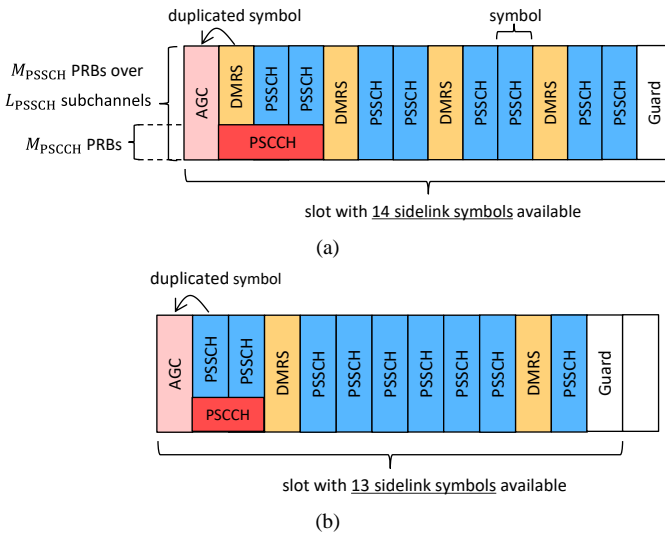 duplicated symbol
symbol
M_PSSCH PRBs over
L_PSSCH subchannels
M_PSCCH PRBs
AGC
DMRS
PSSCH
PSSCH
PSCCH
DMRS
PSSCH
PSSCH
DMRS
PSSCH
PSSCH
DMRS
PSSCH
PSSCH
Guard
slot with 14 sidelink symbols available
(a)
duplicated symbol
AGC
PSSCH
PSSCH
PSCCH
DMRS
PSSCH
PSSCH
PSSCH
PSSCH
PSSCH
PSSCH
DMRS
PSSCH
Guard
slot with 13 sidelink symbols available
(b)